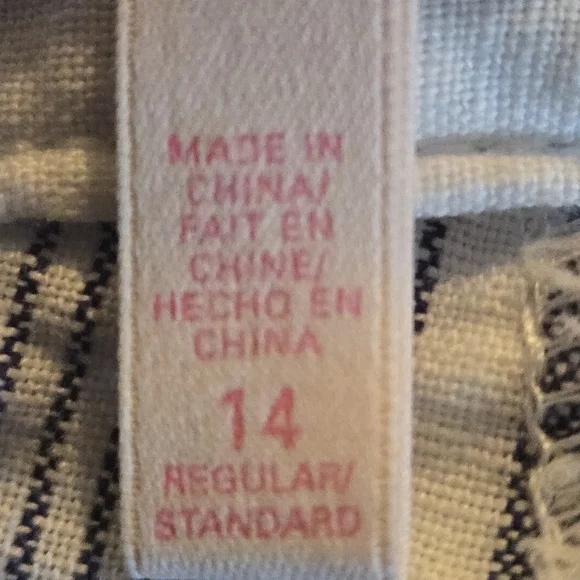 MADE IN
CHINA/
FAIT EN
CHINE/
HECHO EN
CHINA
14
REGULAR/
STANDARD